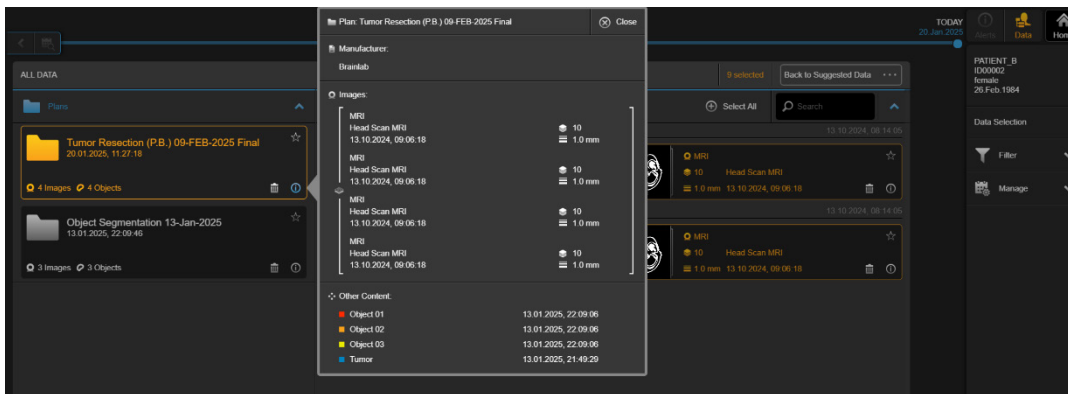 TODAY
20.Jan.2025
Alerts
Data
Hom
ALL DATA
Plans
Tumor Resection (P.B.) 09-FEB-2025 Final
20.01.2025, 11:27:18
4 Images 4 Objects
Object Segmentation 13-Jan-2025
13.01.2025, 22:09:46
3 Images 3 Objects
Plan: Tumor Resection (P.B.) 09-FEB-2025 Final
Close
Manufacturer:
Brainlab
Images:
MRI
Head Scan MRI 10
13.10.2024, 09:06:18 1.0 mm
MRI
Head Scan MRI 10
13.10.2024, 09:06:18 1.0 mm
MRI
Head Scan MRI 10
13.10.2024, 09:06:18 1.0 mm
MRI
Head Scan MRI 10
13.10.2024, 09:06:18 1.0 mm
Other Content:
Object 01 13.01.2025, 22:09:06
Object 02 13.01.2025, 22:09:06
Object 03 13.01.2025, 22:09:06
Tumor 13.01.2025, 21:49:29
9 selected
Back to Suggested Data
Select All
Search
13.10.2024, 08:14:05
MRI
10 Head Scan MRI
1.0 mm 13.10.2024, 09:06:18
13.10.2024, 08:14:05
MRI
10 Head Scan MRI
1.0 mm 13.10.2024, 09:06:18
PATIENT_B
ID00002
female
26.Feb.1984
Data Selection
Filter
Manage